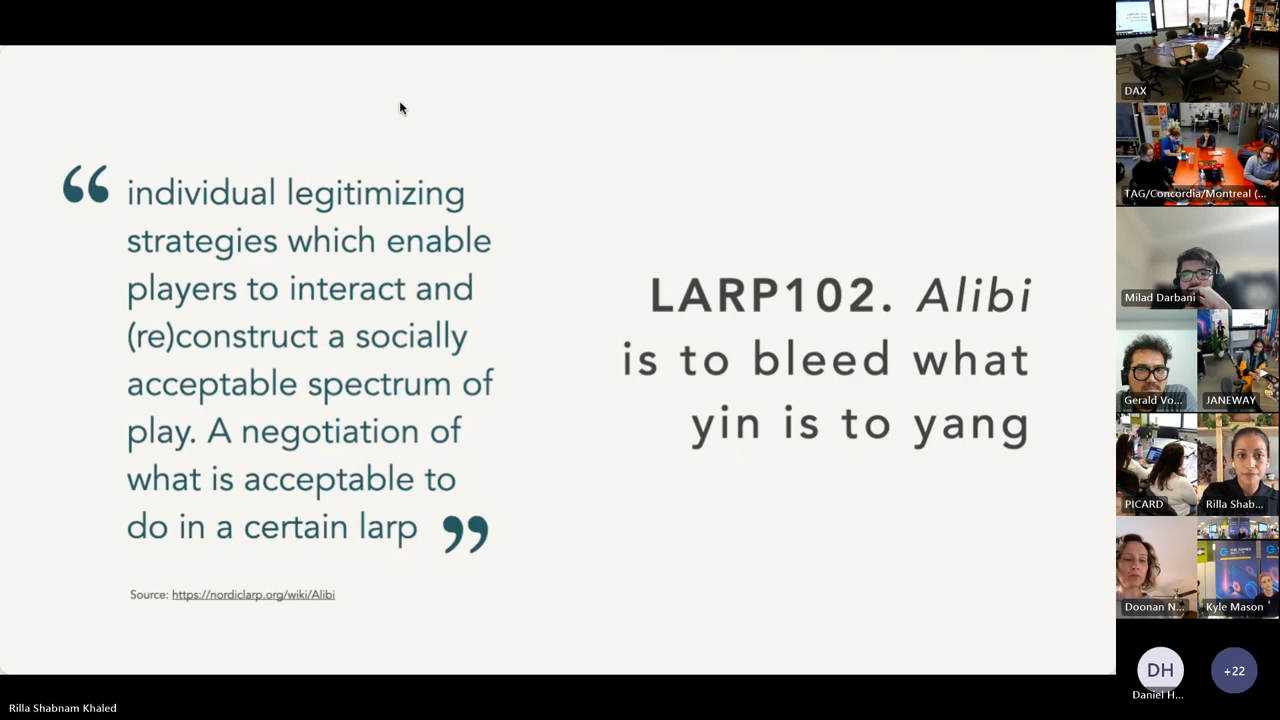 “ individual legitimizing
strategies which enable
players to interact and
(re)construct a socially
acceptable spectrum of
play. A negotiation of
what is acceptable to
do in a certain larp ”
Source: https://nordiclarp.org/wiki/Alibi
LARP102. Alibi
is to bleed what
yin is to yang
DAX
TAG/Concordia/Montreal (...
Milad Darbani
Gerald Vo...
JANEWAY
PICARD
Rilla Shab...
Doonan N...
Kyle Mason
DH
Daniel H...
+22
Rilla Shabnam Khaled